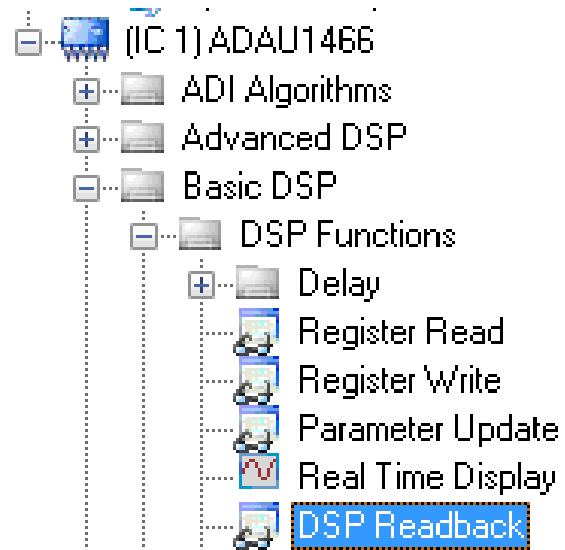 (IC 1) ADAU1466
ADI Algorithms
Advanced DSP
Basic DSP
DSP Functions
Delay
Register Read
Register Write
Parameter Update
Real Time Display
DSP Readback